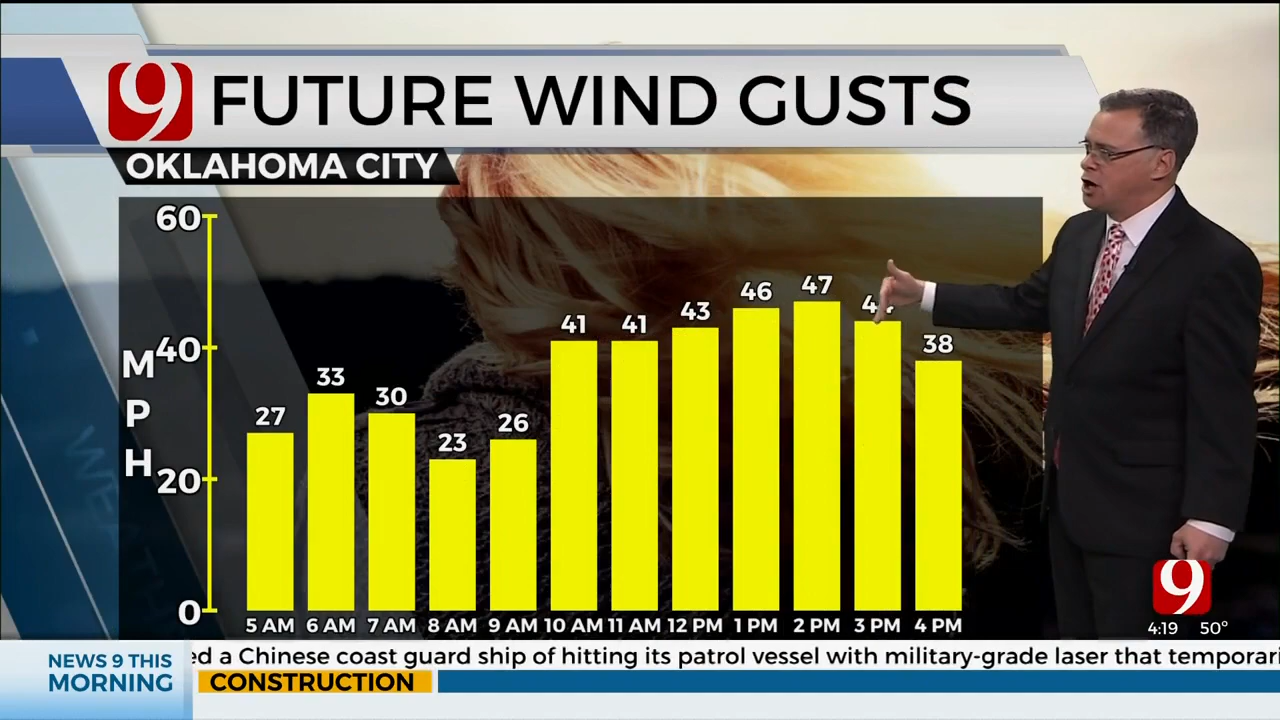 9 FUTURE WIND GUSTS
OKLAHOMA CITY
60
40
20
0
MPH
27
33
30
23
26
41
41
43
46
47
38
5 AM 6 AM 7 AM 8 AM 9 AM 10 AM 11 AM 12 PM 1 PM 2 PM 3 PM 4 PM
9
4:19 50°
NEWS 9 THIS
MORNING
a Chinese coast guard ship of hitting its patrol vessel with military-grade laser that
CONSTRUCTION